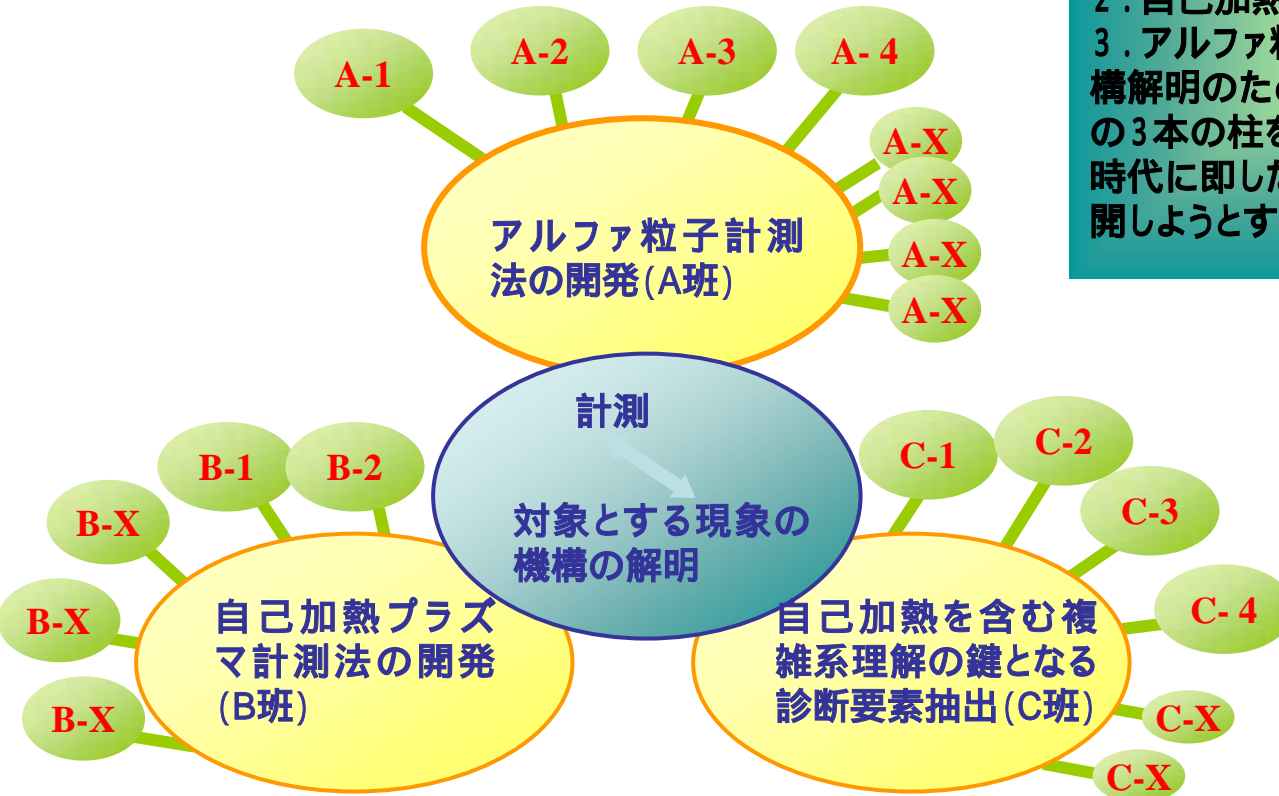 A-1
A-2
A-3
A- 4
A-X
A-X
A-X
A-X
アルファ粒子計測
法の開発(A班)
自己加熱
3．アルファ粒
構解明のため
の3本の柱を
時代に即した
開しようとす
計測
対象とする現象の
機構の解明
B-1
B-2
B-X
B-X
B-X
自己加熱プラズ
マ計測法の開発
(B班)
C-1
C-2
C-3
C- 4
C-X
C-X
自己加熱を含む複
雑系理解の鍵となる
診断要素抽出(C班)